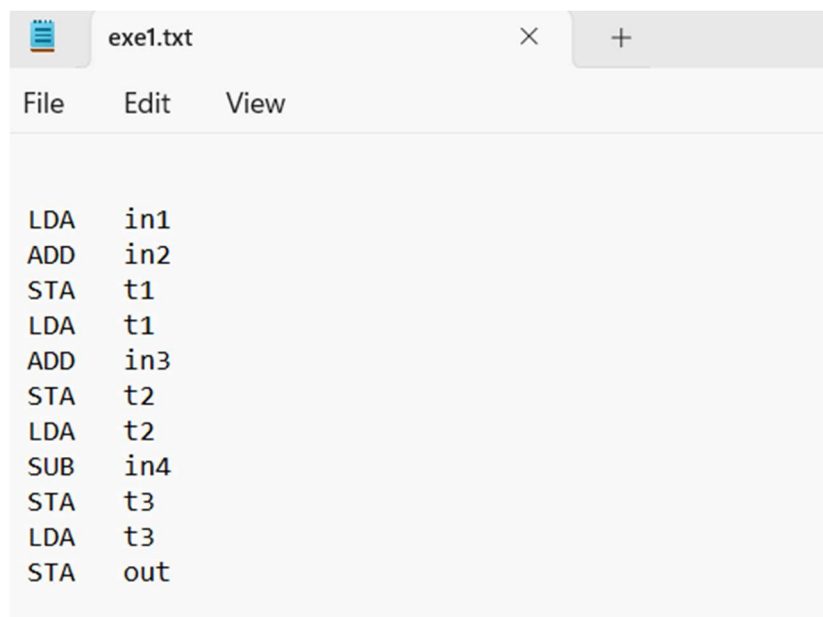 exe1.txt
File Edit View
LDA in1
ADD in2
STA t1
LDA t1
ADD in3
STA t2
LDA t2
SUB in4
STA t3
LDA t3
STA out